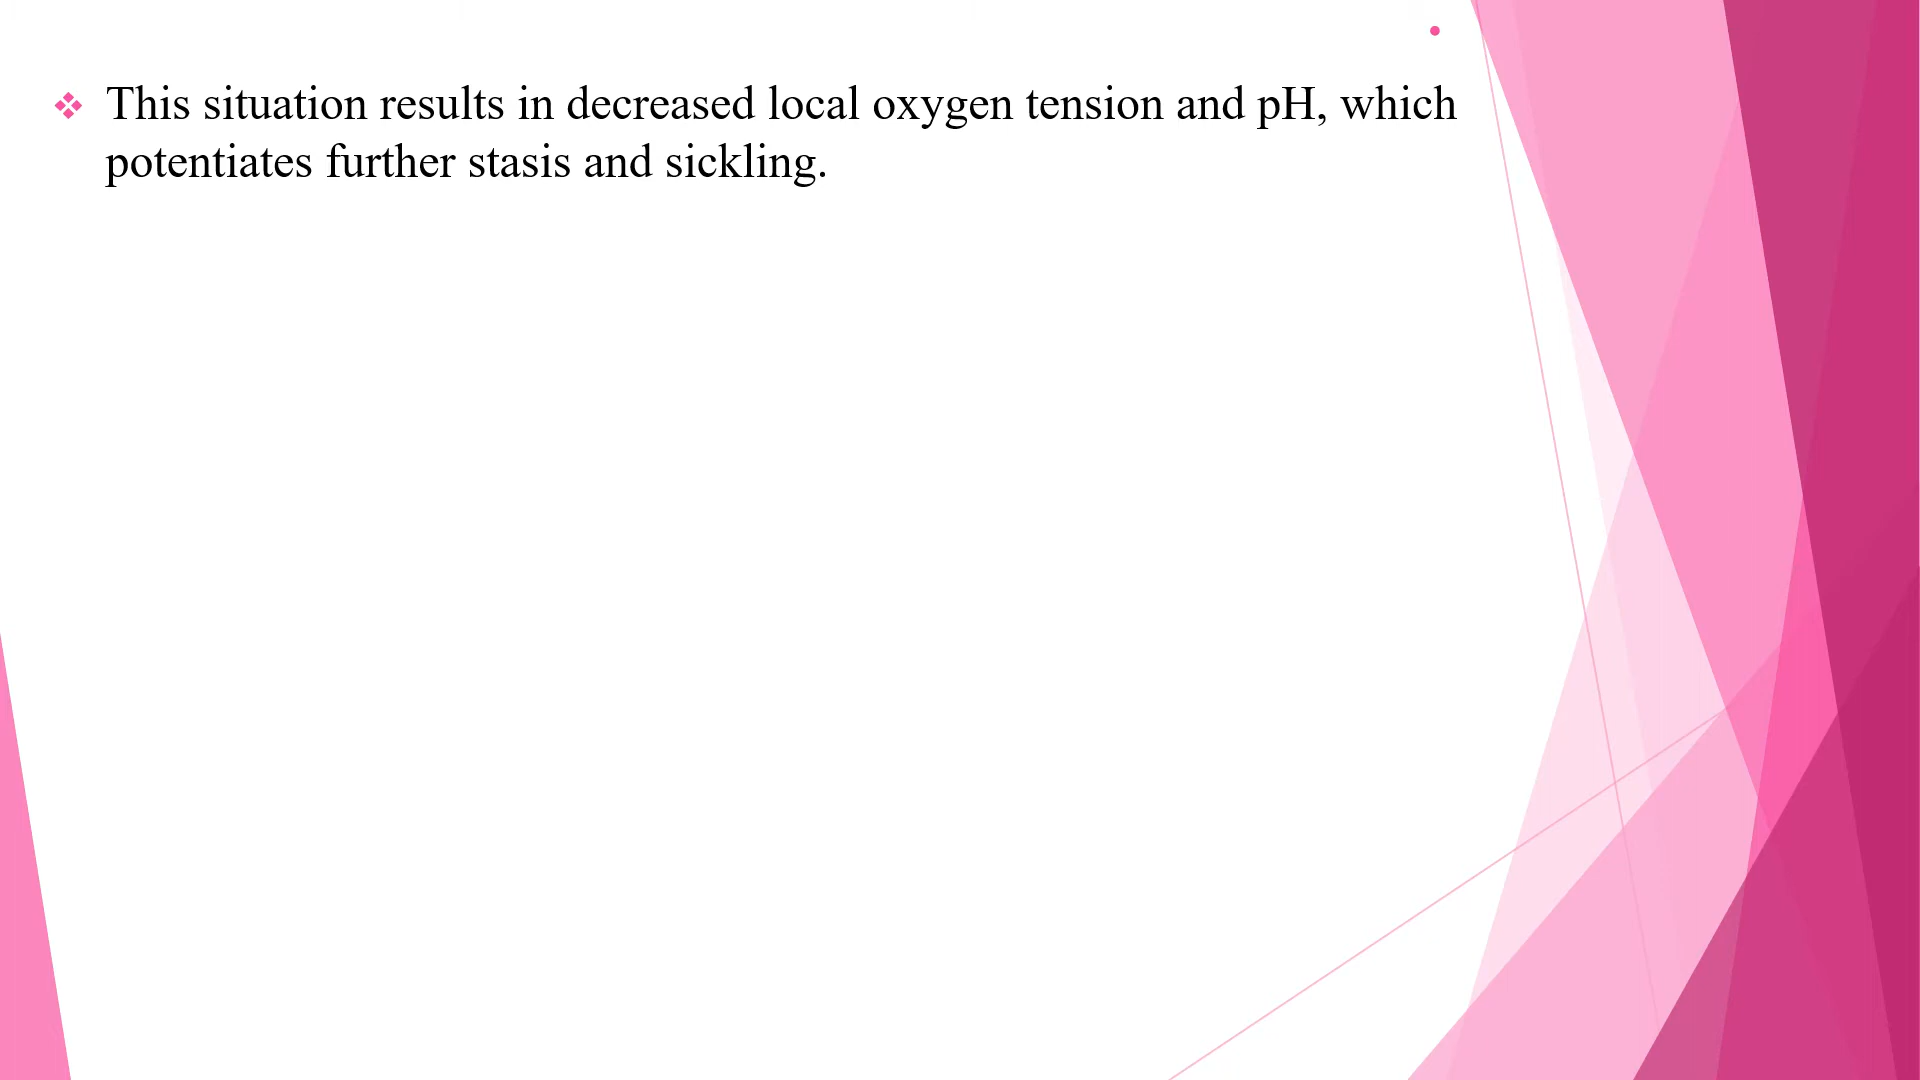 This situation results in decreased local oxygen tension and pH, which
potentiates further stasis and sickling.